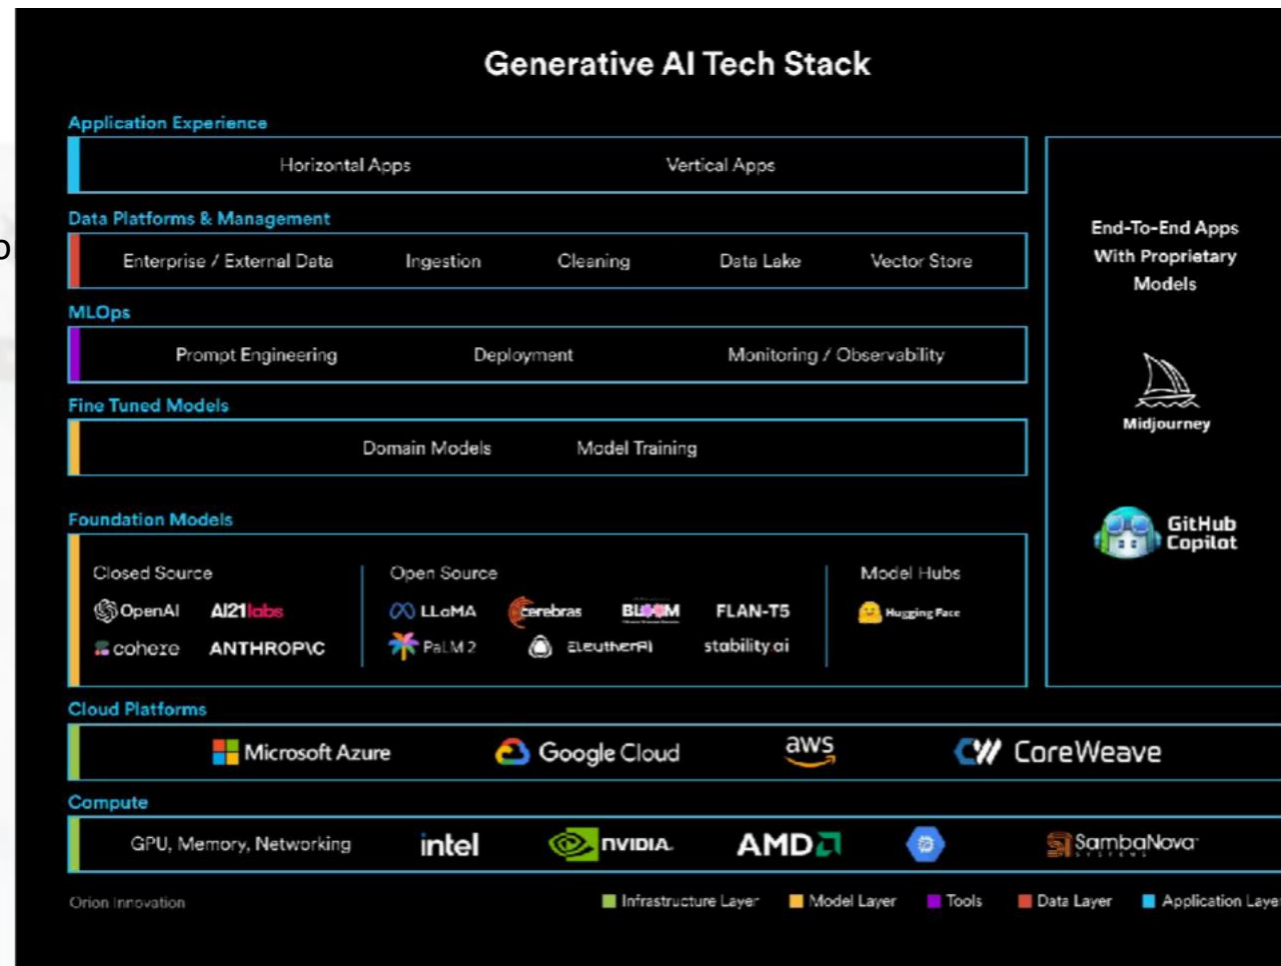 Generative AI Tech Stack
Application Experience
Horizontal Apps Vertical Apps
Data Platforms & Management
Enterprise / External Data Ingestion Cleaning Data Lake Vector Store
MLOps
Prompt Engineering Deployment Monitoring / Observability
Fine Tuned Models
Domain Models Model Training
Foundation Models
Closed Source Open Source Model Hubs
OpenAI AI21labs LLaMA cerebras BLOOM FLAN-T5 Hugging Face
cohere ANTHROP\C PaLM 2 EleutherAI stability.ai
End-To-End Apps
With Proprietary
Models
Midjourney
GitHub
Copilot
Cloud Platforms
Microsoft Azure Google Cloud aws CoreWeave
Compute
GPU, Memory, Networking intel NVIDIA. AMD SambaNova
SYSTEMS
Orion Innovation Infrastructure Layer Model Layer Tools Data Layer Application Laye